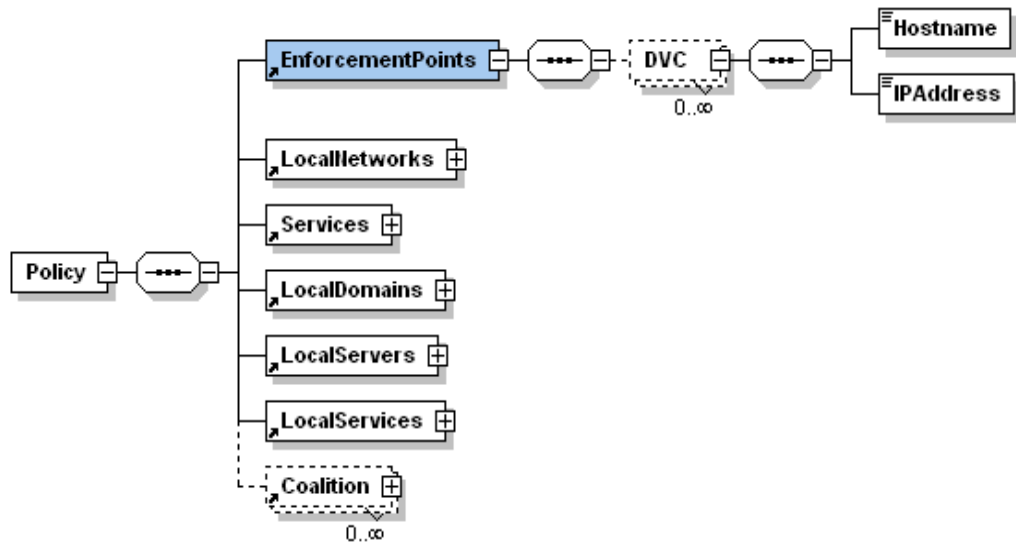 EnforcementPoints
DVC
0..∞
Hostname
IPAddress
LocalNetworks
Services
Policy
LocalDomains
LocalServers
LocalServices
Coalition
0..∞